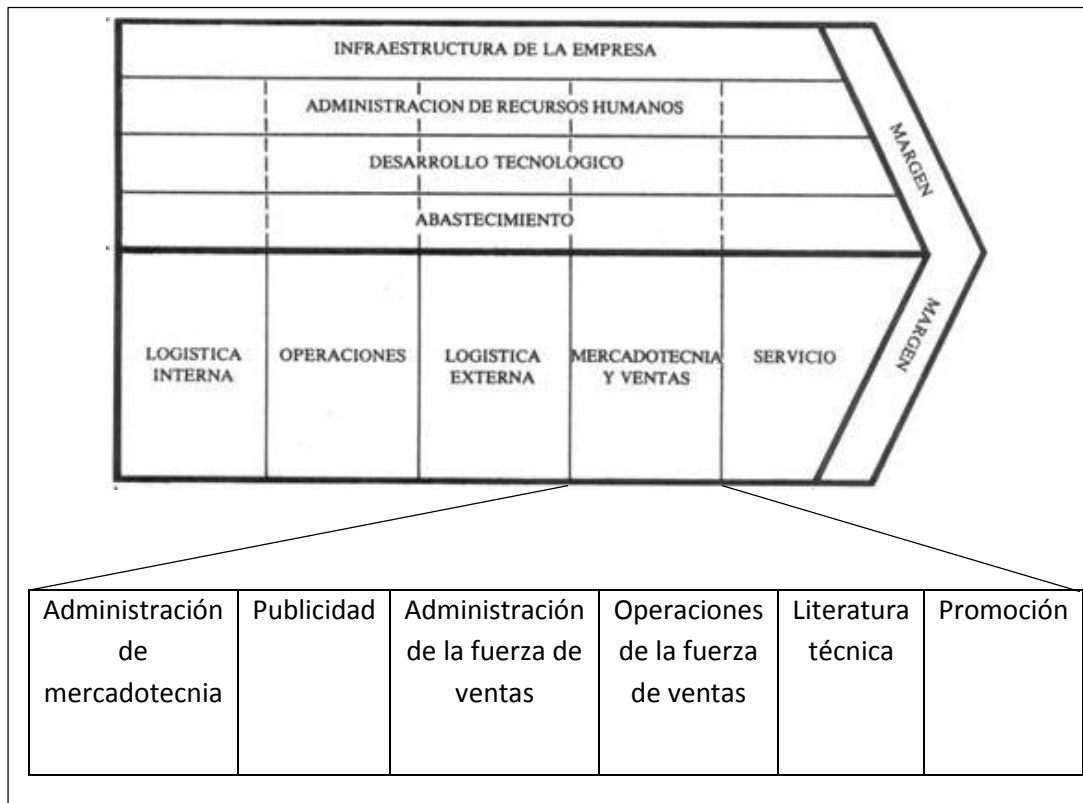 INFRAESTRUCTURA DE LA EMPRESA
ADMINISTRACION DE RECURSOS HUMANOS
DESARROLLO TECNOLOGICO
ABASTECIMIENTO
MARGEN
MARGEN
LOGISTICA
INTERNA
OPERACIONES
LOGISTICA
EXTERNA
MERCADOTECNIA
Y VENTAS
SERVICIO
Administración
de
mercadotecnia
Publicidad
Administración
de la fuerza de
ventas
Operaciones
de la fuerza
de ventas
Literatura
técnica
Promoción